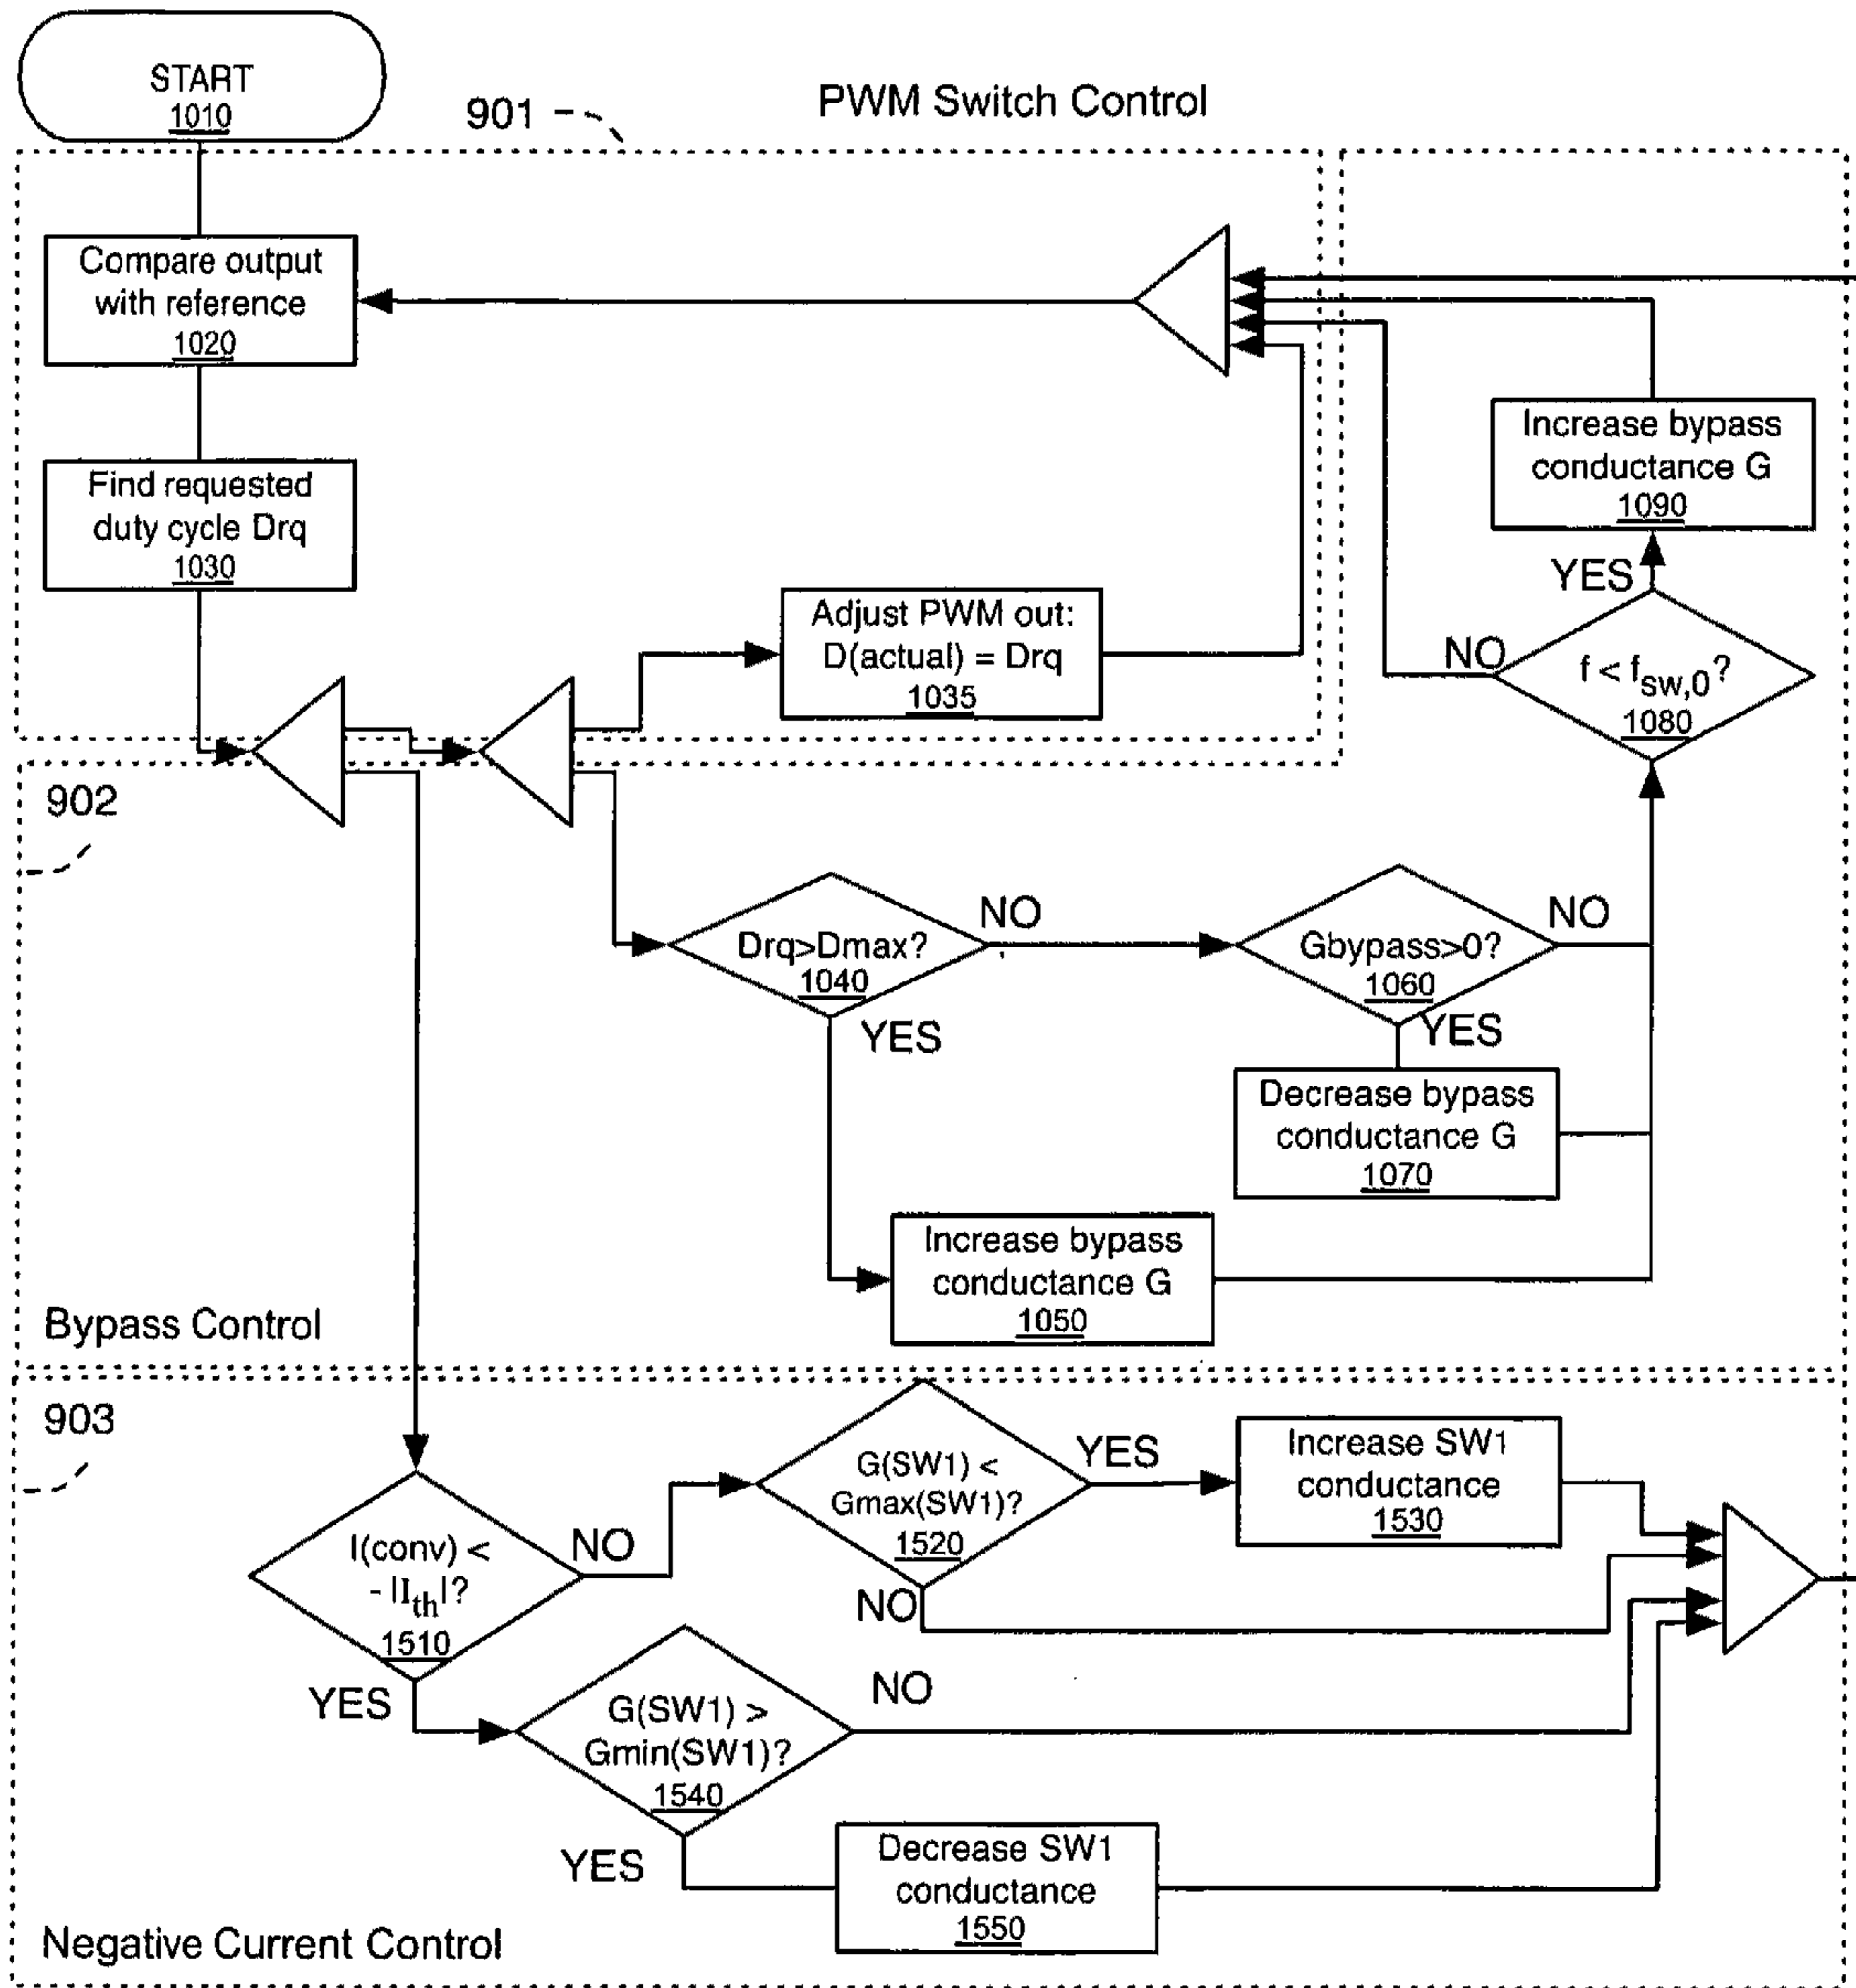 START
1010
901
PWM Switch Control
Compare output
with reference
1020
Find requested
duty cycle Drq
1030
Adjust PWM out:
D(actual) = Drq
1035
Increase bypass
conductance G
1090
YES
NO
f < fsw,0?
1080
902
Drq>Dmax?
1040
NO
YES
Gbypass>0?
1060
NO
YES
Decrease bypass
conductance G
1070
Increase bypass
conductance G
1050
Bypass Control
903
I(conv) <
- |Ith|?
1510
NO
YES
G(SW1) <
Gmax(SW1)?
1520
YES
NO
Increase SW1
conductance
1530
G(SW1) >
Gmin(SW1)?
1540
NO
YES
Decrease SW1
conductance
1550
Negative Current Control